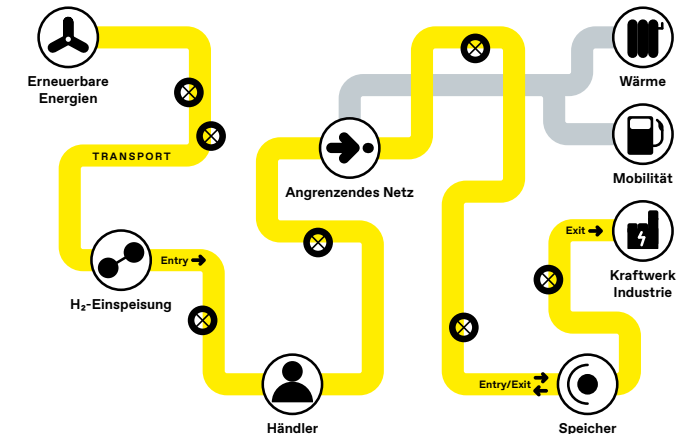 Erneuerbare
Energien
Wärme
TRANSPORT
Mobilität
Angrenzendes Netz
Exit
Entry
Kraftwerk
Industrie
H₂-Einspeisung
Entry/Exit
Händler
Speicher